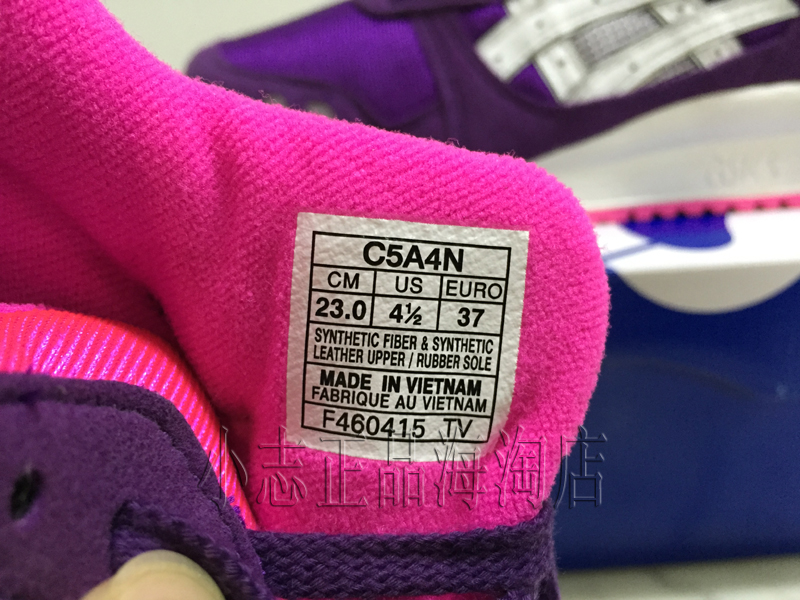 C5A4N
CM US EURO
23.0 4½ 37
SYNTHETIC FIBER & SYNTHETIC
LEATHER UPPER / RUBBER SOLE
MADE IN VIETNAM
FABRIQUE AU VIETNAM
F460415 TV
小志正品海淘店